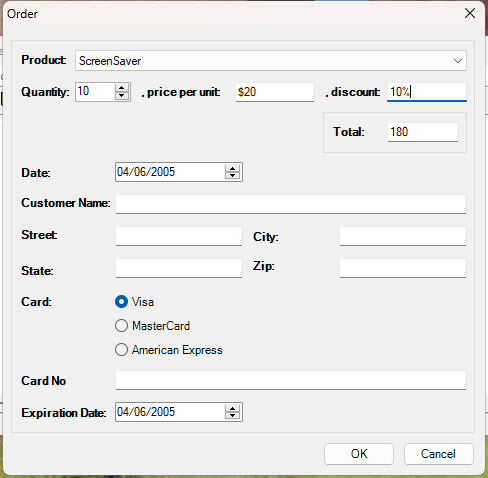 Order
Product: ScreenSaver
Quantity: 10 , price per unit: $20 , discount: 10%
Total: 180
Date: 04/06/2005
Customer Name:
Street: City:
State: Zip:
Card: Visa
MasterCard
American Express
Card No
Expiration Date: 04/06/2005
OK Cancel